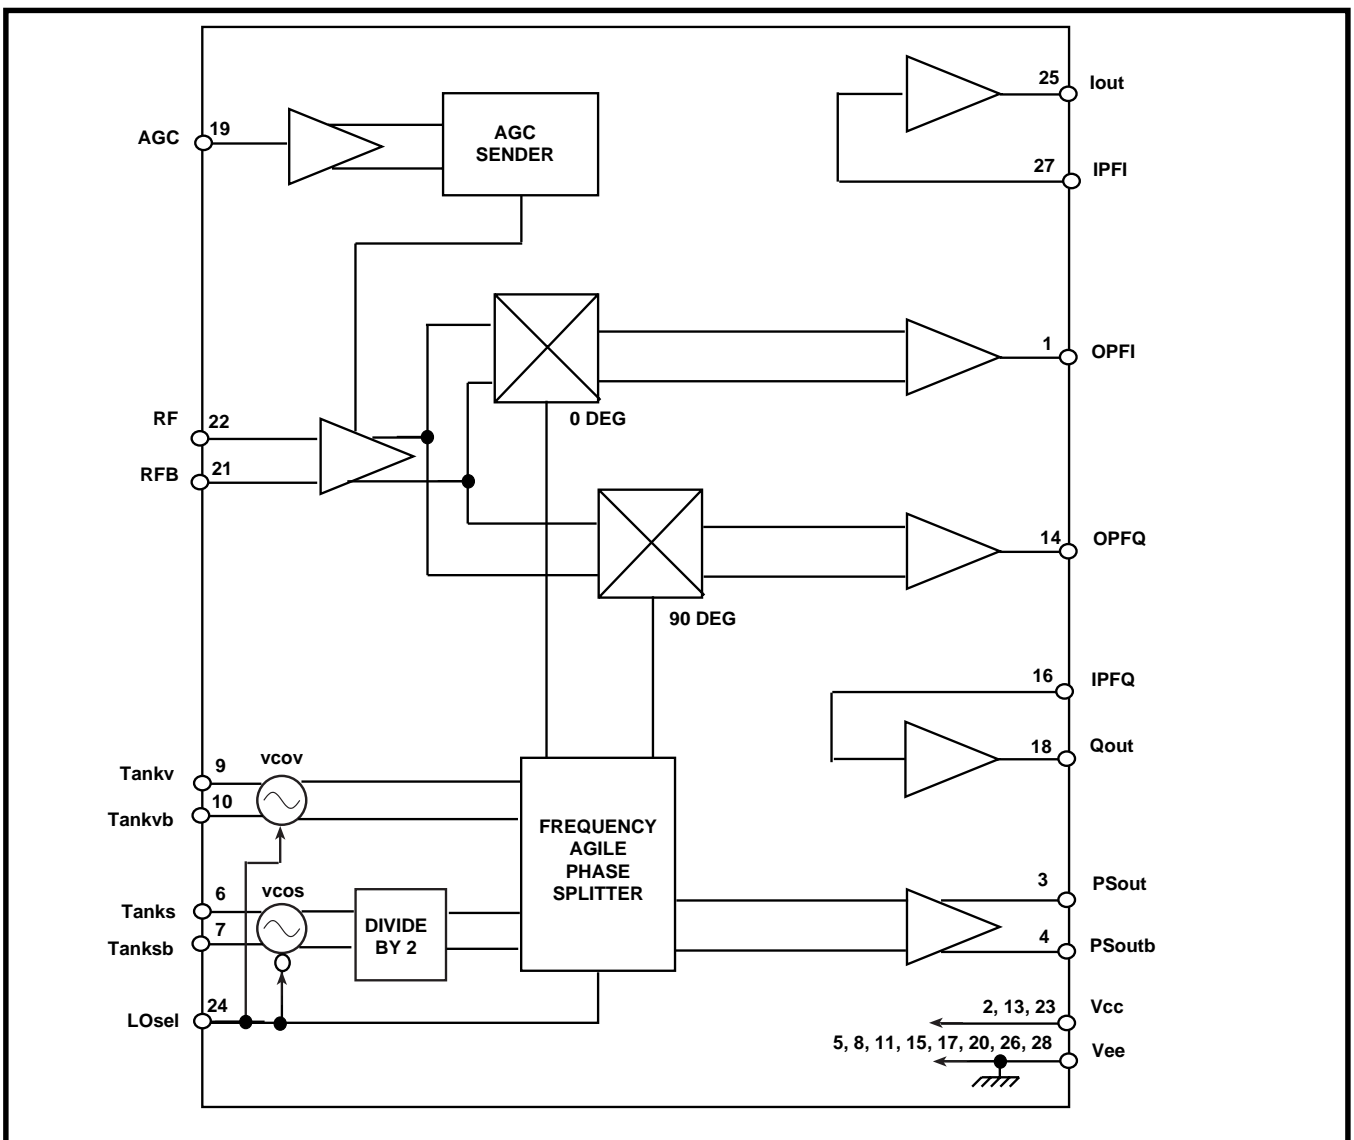 25
Iout
AGC
19
AGC
SENDER
27
IPFI
1
OPFI
0 DEG
RF
22
RFB
21
14
OPFQ
90 DEG
16
IPFQ
18
Qout
vcov
Tankv
9
Tankvb
10
FREQUENCY
AGILE
PHASE
SPLITTER
vcos
Tanks
6
Tanksb
7
DIVIDE
BY 2
3
PSout
4
PSoutb
LOsel
24
2, 13, 23
Vcc
5, 8, 11, 15, 17, 20, 26, 28
Vee